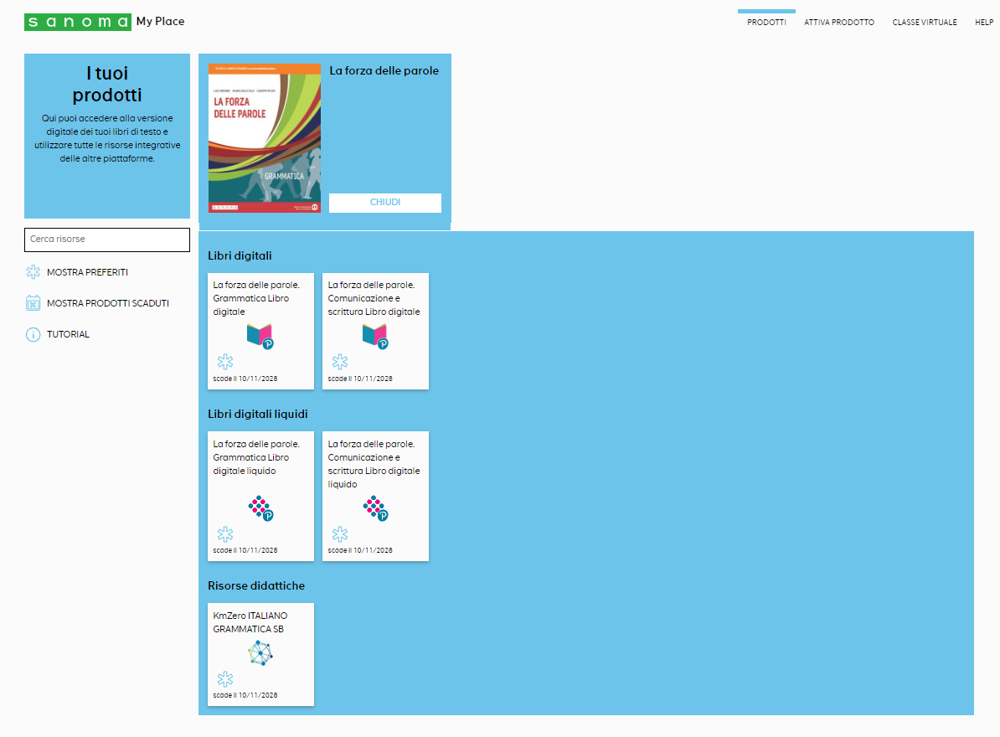 sanoma My Place
PRODOTTI
ATTIVA PRODOTTO
CLASSE VIRTUALE
HELP
I tuoi
prodotti
Qui puoi accedere alla versione
digitale dei tuoi libri di testo e
utilizzare tutte le risorse integrative
delle altre piattaforme.
Cerca risorse
MOSTRA PREFERITI
MOSTRA PRODOTTI SCADUTI
TUTORIAL
LA FORZA
DELLE PAROLE
GRAMMATICA
sanoma
La forza delle parole
CHIUDI
Libri digitali
La forza delle parole.
Grammatica Libro
digitale
scade il 10/11/2028
La forza delle parole.
Comunicazione e
scrittura Libro digitale
scade il 10/11/2028
Libri digitali liquidi
La forza delle parole.
Grammatica Libro
digitale liquido
scade il 10/11/2028
La forza delle parole.
Comunicazione e
scrittura Libro digitale
liquido
scade il 10/11/2028
Risorse didattiche
KmZero ITALIANO
GRAMMATICA SB
scade il 10/11/2028